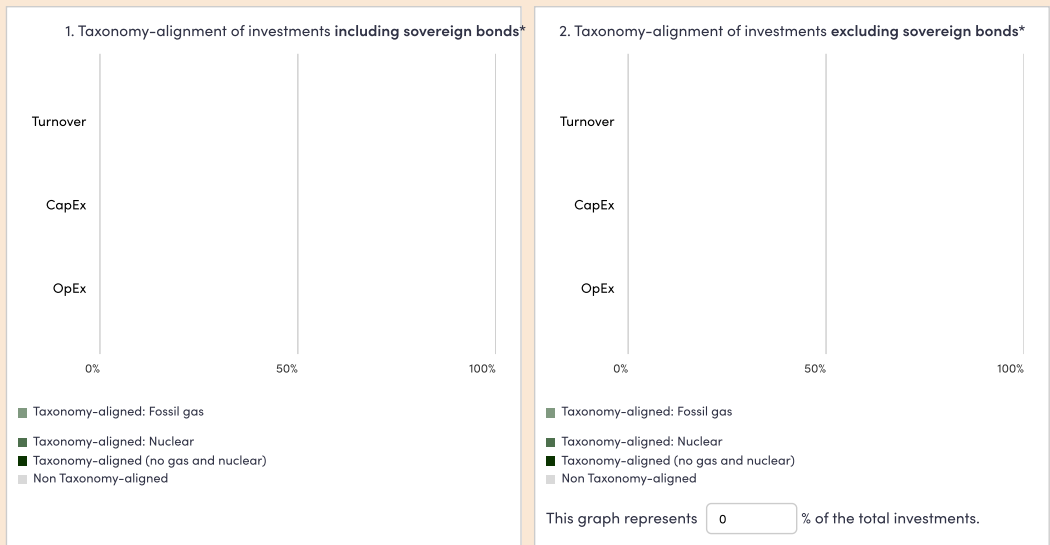 1. Taxonomy-alignment of investments including sovereign bonds*
Turnover
CapEx
OpEx
0% 50% 100%
Taxonomy-aligned: Fossil gas
Taxonomy-aligned: Nuclear
Taxonomy-aligned (no gas and nuclear)
Non Taxonomy-aligned
2. Taxonomy-alignment of investments excluding sovereign bonds*
Turnover
CapEx
OpEx
0% 50% 100%
Taxonomy-aligned: Fossil gas
Taxonomy-aligned: Nuclear
Taxonomy-aligned (no gas and nuclear)
Non Taxonomy-aligned
This graph represents 0 % of the total investments.